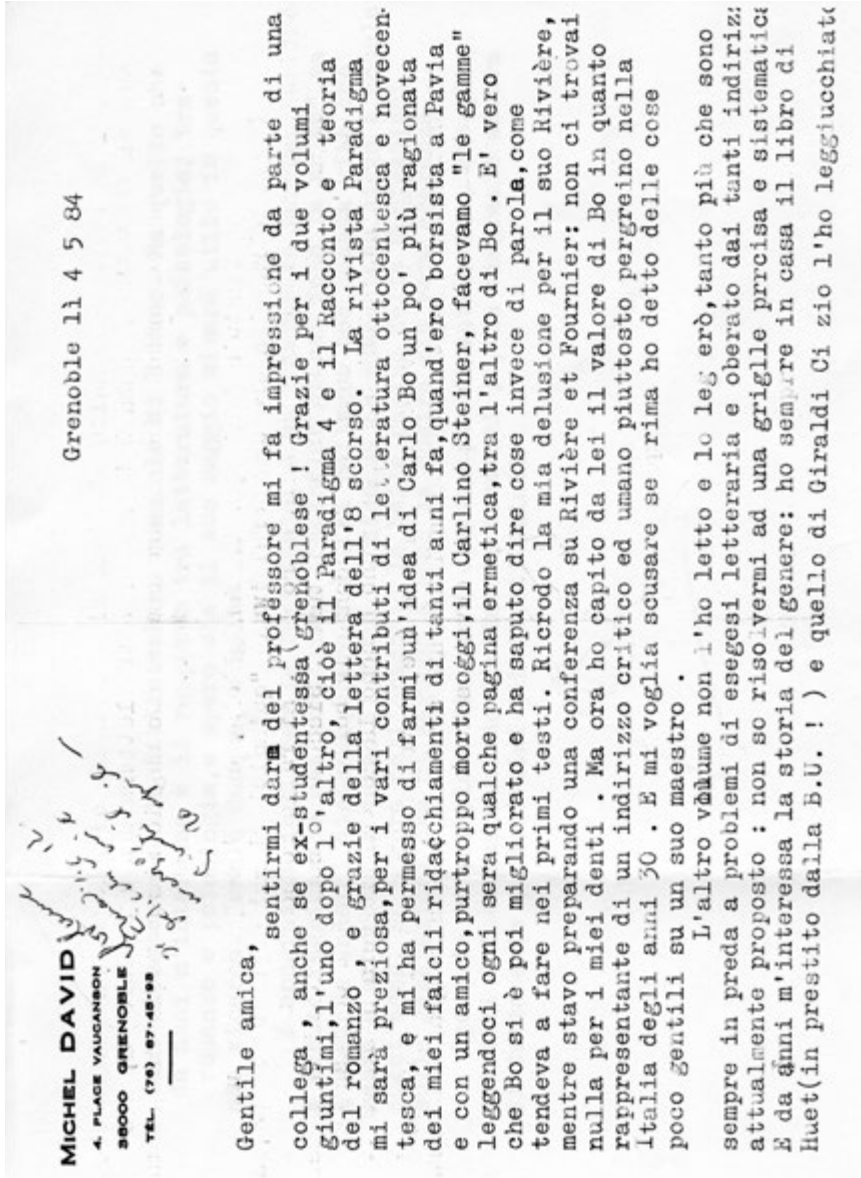 MICHEL DAVID
4. PLACE VAUCANSON
38000 GRENOBLE
TÉL. (76) 87-45-93
Grenoble lì 4 5 84
Gentile amica,
sentirmi darm del professore mi fa impressione da parte di una
collega , anche se ex-studentessa grenoblese ! Grazie per i due volumi
giuntimi,l'uno dopo l'altro, cioè il Paradigma 4 e il Racconto e teoria
del romanzo , e grazie della lettera dell'8 scorso. La rivista Paradigma
mi sarà preziosa,per i vari contributi di letteratura ottocentesca e novecen-
tesca, e mi ha permesso di farmi un'idea di Carlo Bo un po' più ragionata
dei miei faicli ridacchiamenti di tanti anni fa,quand'ero borsista a Pavia
e con un amico,purtroppo morto oggi,il Carlino Steiner, facevamo "le gamme"
leggendoci ogni sera qualche pagina ermetica,tra l'altro di Bo . E' vero
che Bo si è poi migliorato e ha saputo dire cose invece di parola,come
tendeva a fare nei primi testi. Ricrodo la mia delusione per il suo Rivière,
mentre stavo preparando una conferenza su Rivière et Fournier: non ci trovai
nulla per i miei denti . Ma ora ho capito da lei il valore di Bo in quanto
rappresentante di un indirizzo critico ed umano piuttosto pergreino nella
Italia degli anni 30 . E mi voglia scusare se rima ho detto delle cose
poco gentili su un suo maestro .
L'altro volume non l'ho letto e lo leg erò,tanto più che sono
sempre in preda a problemi di esegesi letteraria e oberato dai tanti indiriz
attualmente proposto : non so risolvermi ad una griglle prrcisa e sistematica
E da anni m'interessa la storia del genere: ho sempre in casa il libro di
Huet(in prestito dalla B.U. ! ) e quello di Giraldi Ci zio l'ho leggiucchiato